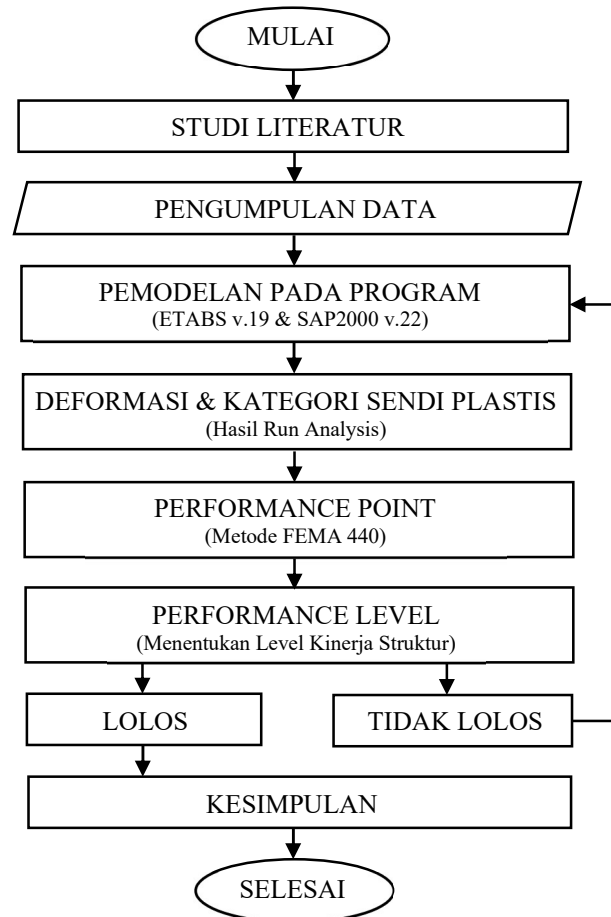 MULAI
STUDI LITERATUR
PENGUMPULAN DATA
PEMODELAN PADA PROGRAM
(ETABS v.19 & SAP2000 v.22)
DEFORMASI & KATEGORI SENDI PLASTIS
(Hasil Run Analysis)
PERFORMANCE POINT
(Metode FEMA 440)
PERFORMANCE LEVEL
(Menentukan Level Kinerja Struktur)
LOLOS
TIDAK LOLOS
KESIMPULAN
SELESAI